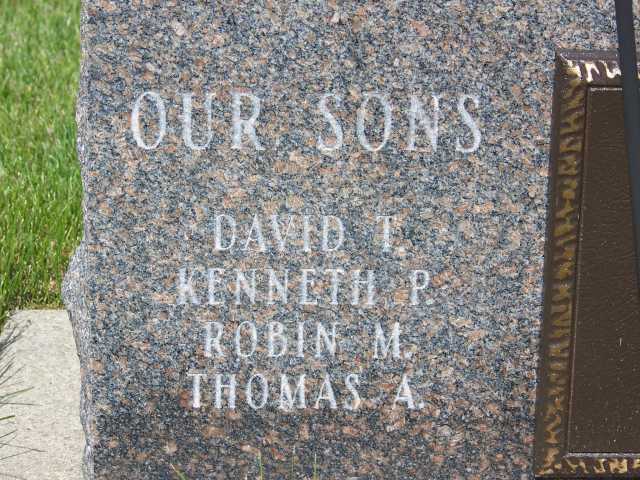 OUR SONS
DAVID T.
KENNETH P.
ROBIN M.
THOMAS A.